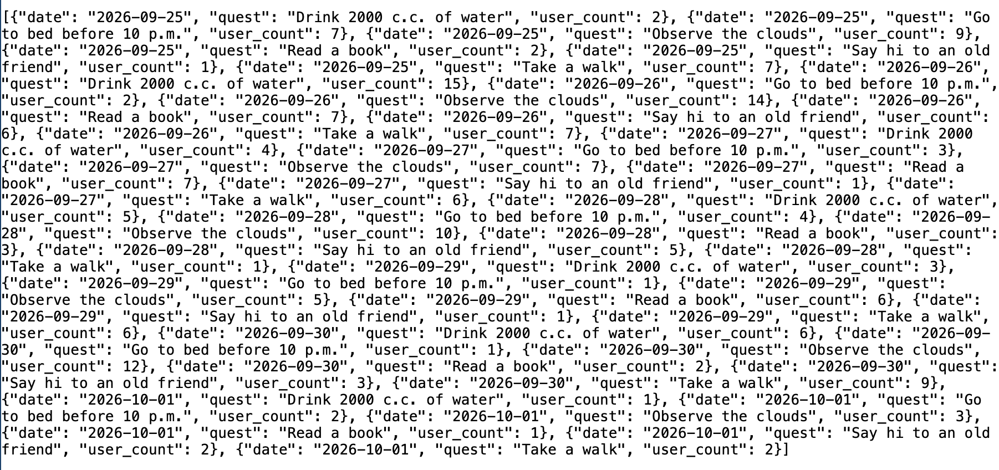 [{"date": "2026-09-25", "quest": "Drink 2000 c.c. of water", "user_count": 2}, {"date": "2026-09-25", "quest": "Go
to bed before 10 p.m.", "user_count": 7}, {"date": "2026-09-25", "quest": "Observe the clouds", "user_count": 9},
{"date": "2026-09-25", "quest": "Read a book", "user_count": 2}, {"date": "2026-09-25", "quest": "Say hi to an old
friend", "user_count": 1}, {"date": "2026-09-25", "quest": "Take a walk", "user_count": 7}, {"date": "2026-09-26",
"quest": "Drink 2000 c.c. of water", "user_count": 15}, {"date": "2026-09-26", "quest": "Go to bed before 10 p.m.",
"user_count": 2}, {"date": "2026-09-26", "quest": "Observe the clouds", "user_count": 14}, {"date": "2026-09-26",
"quest": "Read a book", "user_count": 7}, {"date": "2026-09-26", "quest": "Say hi to an old friend", "user_count":
6}, {"date": "2026-09-26", "quest": "Take a walk", "user_count": 7}, {"date": "2026-09-27", "quest": "Drink 2000
c.c. of water", "user_count": 4}, {"date": "2026-09-27", "quest": "Go to bed before 10 p.m.", "user_count": 3},
{"date": "2026-09-27", "quest": "Observe the clouds", "user_count": 7}, {"date": "2026-09-27", "quest": "Read a
book", "user_count": 7}, {"date": "2026-09-27", "quest": "Say hi to an old friend", "user_count": 1}, {"date":
"2026-09-27", "quest": "Take a walk", "user_count": 6}, {"date": "2026-09-28", "quest": "Drink 2000 c.c. of water",
"user_count": 5}, {"date": "2026-09-28", "quest": "Go to bed before 10 p.m.", "user_count": 4}, {"date": "2026-09-
28", "quest": "Observe the clouds", "user_count": 10}, {"date": "2026-09-28", "quest": "Read a book", "user_count":
3}, {"date": "2026-09-28", "quest": "Say hi to an old friend", "user_count": 5}, {"date": "2026-09-28", "quest":
"Take a walk", "user_count": 1}, {"date": "2026-09-29", "quest": "Drink 2000 c.c. of water", "user_count": 3},
{"date": "2026-09-29", "quest": "Go to bed before 10 p.m.", "user_count": 1}, {"date": "2026-09-29", "quest":
"Observe the clouds", "user_count": 5}, {"date": "2026-09-29", "quest": "Read a book", "user_count": 6}, {"date":
"2026-09-29", "quest": "Say hi to an old friend", "user_count": 1}, {"date": "2026-09-29", "quest": "Take a walk",
"user_count": 6}, {"date": "2026-09-30", "quest": "Drink 2000 c.c. of water", "user_count": 6}, {"date": "2026-09-
30", "quest": "Go to bed before 10 p.m.", "user_count": 1}, {"date": "2026-09-30", "quest": "Observe the clouds",
"user_count": 12}, {"date": "2026-09-30", "quest": "Read a book", "user_count": 2}, {"date": "2026-09-30", "quest":
"Say hi to an old friend", "user_count": 3}, {"date": "2026-09-30", "quest": "Take a walk", "user_count": 9},
{"date": "2026-10-01", "quest": "Drink 2000 c.c. of water", "user_count": 1}, {"date": "2026-10-01", "quest": "Go
to bed before 10 p.m.", "user_count": 2}, {"date": "2026-10-01", "quest": "Observe the clouds", "user_count": 3},
{"date": "2026-10-01", "quest": "Read a book", "user_count": 1}, {"date": "2026-10-01", "quest": "Say hi to an old
friend", "user_count": 2}, {"date": "2026-10-01", "quest": "Take a walk", "user_count": 2}]